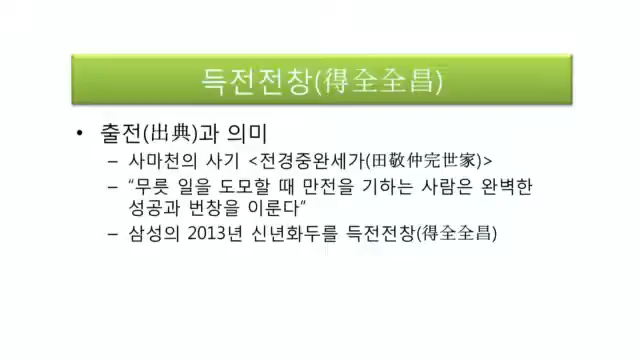 득전전창(得全全昌)
• 출전(出典)과 의미
– 사마천의 사기 <전경중완세가(田敬仲完世家)>
– “무릇 일을 도모할 때 만전을 기하는 사람은 완벽한
성공과 번창을 이룬다”
– 삼성의 2013년 신년화두를 득전전창(得全全昌)